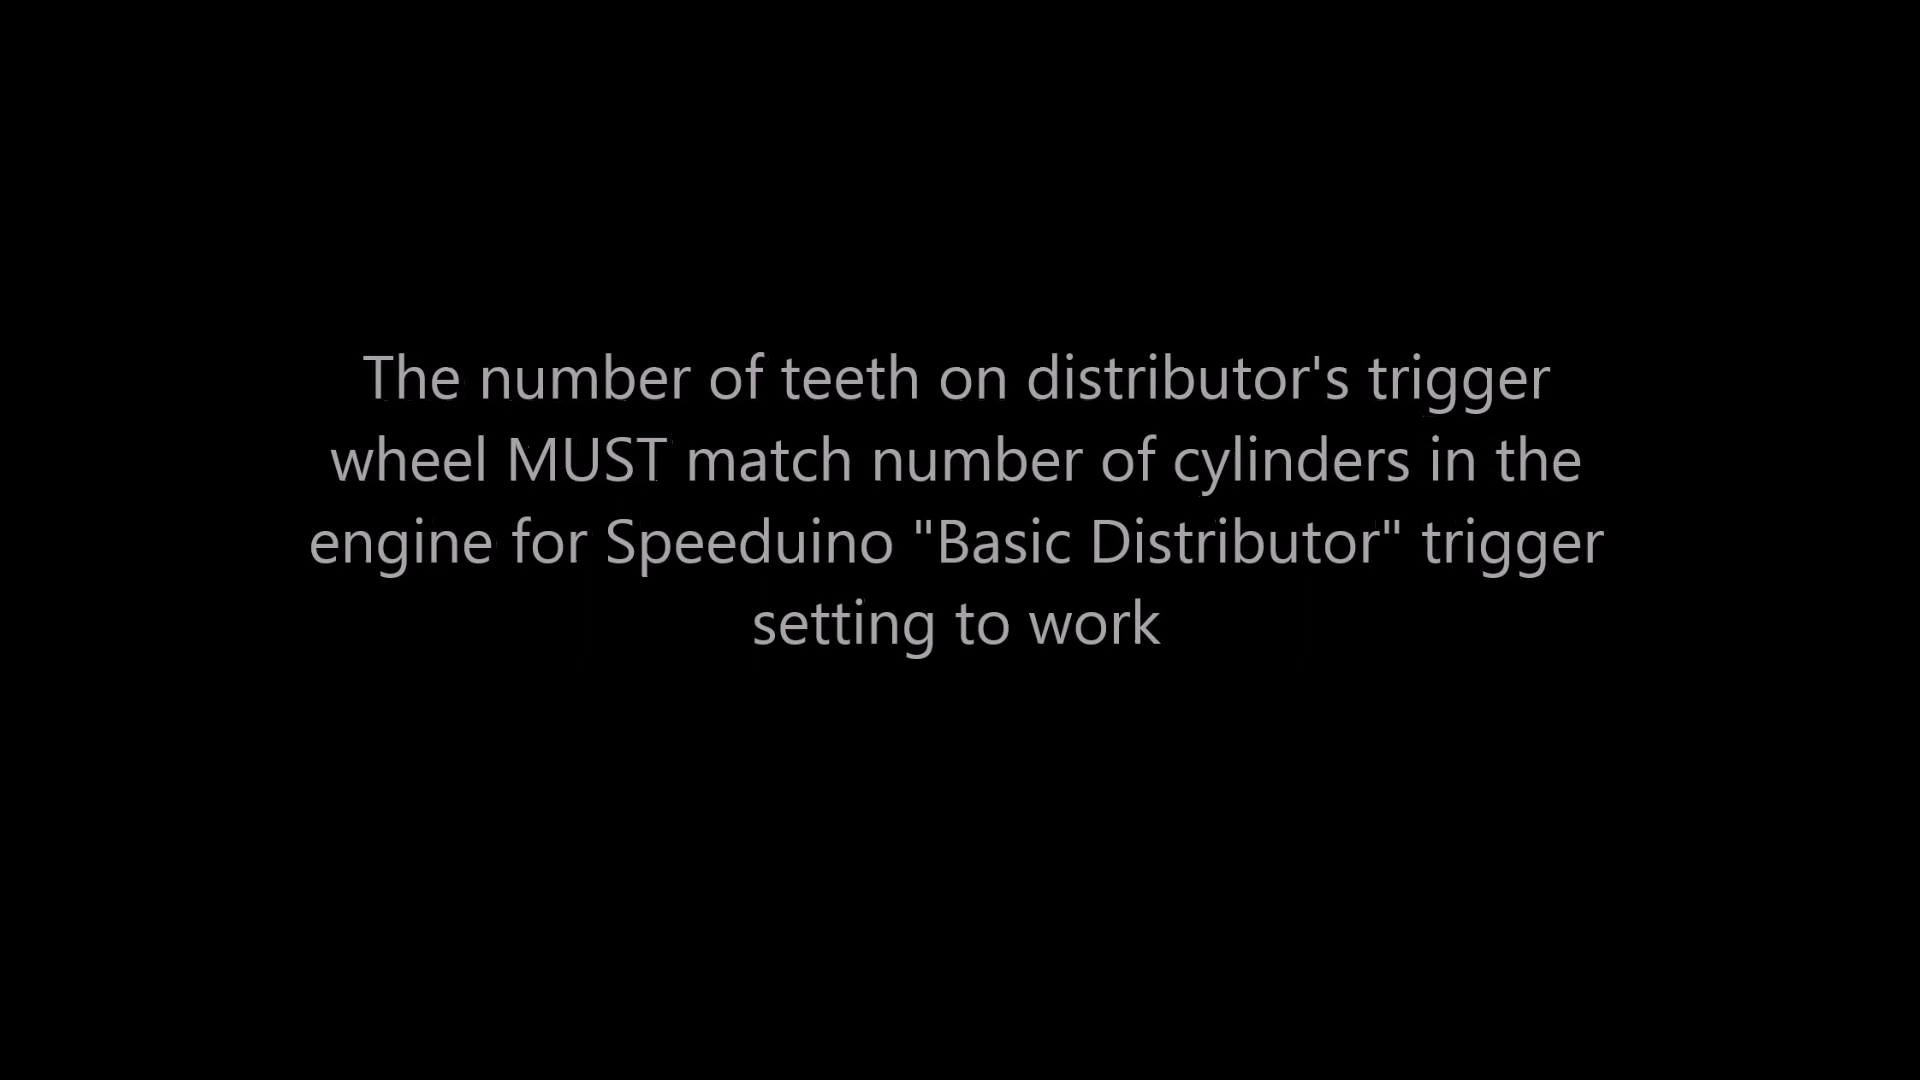 The number of teeth on distributor's trigger
wheel MUST match number of cylinders in the
engine for Speeduino "Basic Distributor" trigger
setting to work